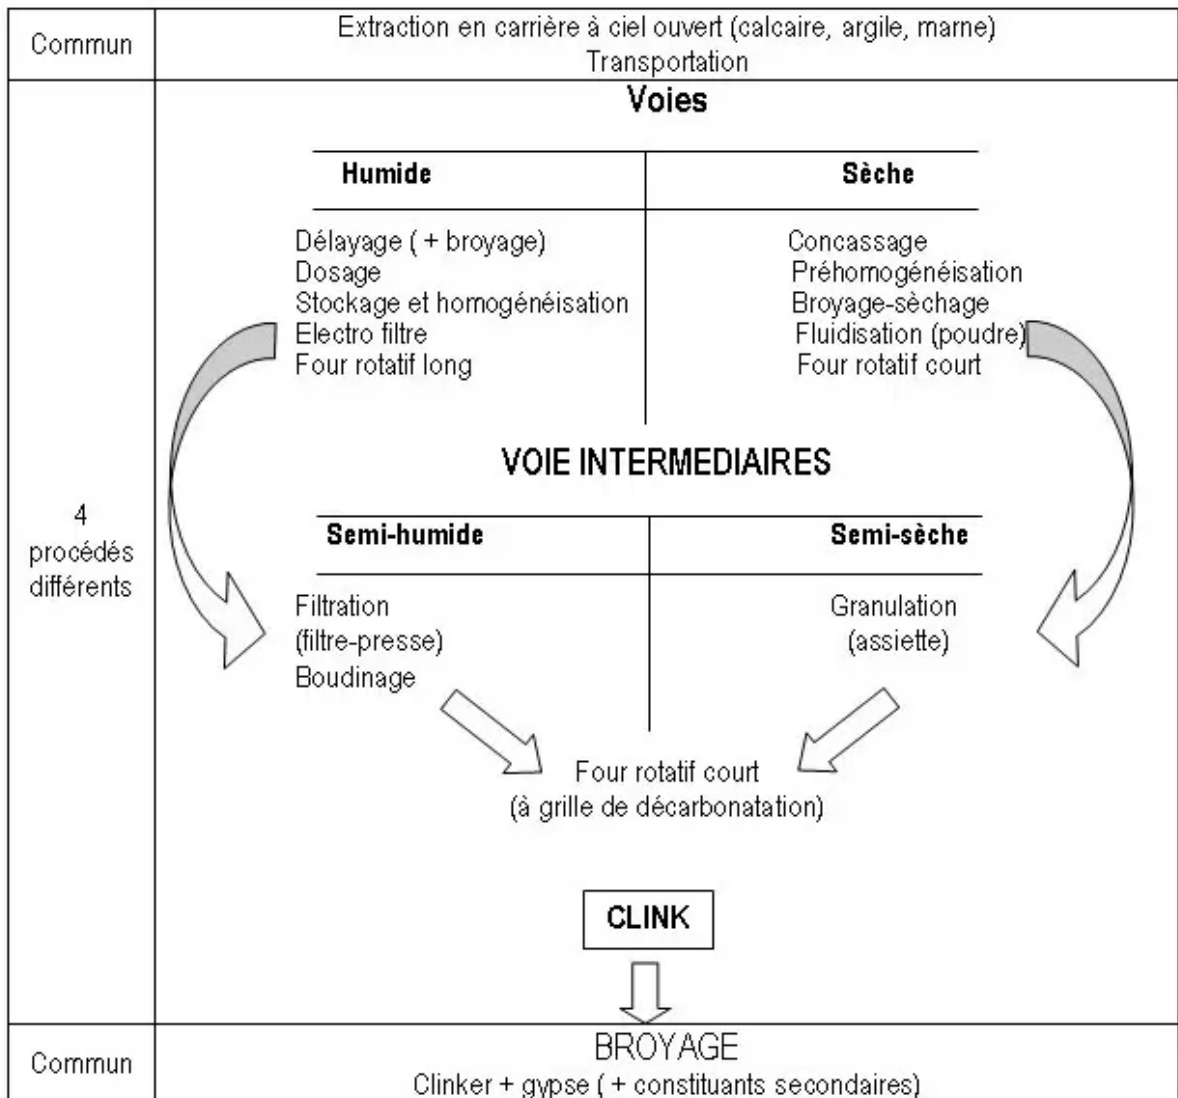 Commun
Extraction en carrière à ciel ouvert (calcaire, argile, marne)
Transportation
Voies
Humide
Sèche
Délayage ( + broyage)
Dosage
Stockage et homogénéisation
Electro filtre
Four rotatif long
Concassage
Préhomogénéisation
Broyage-sèchage
Fluidisation (poudre)
Four rotatif court
4
procédés
différents
VOIE INTERMEDIAIRES
Semi-humide
Semi-sèche
Filtration
(filtre-presse)
Boudinage
Granulation
(assiette)
Four rotatif court
(à grille de décarbonatation)
CLINK
Commun
BROYAGE
Clinker + gypse ( + constituants secondaires)